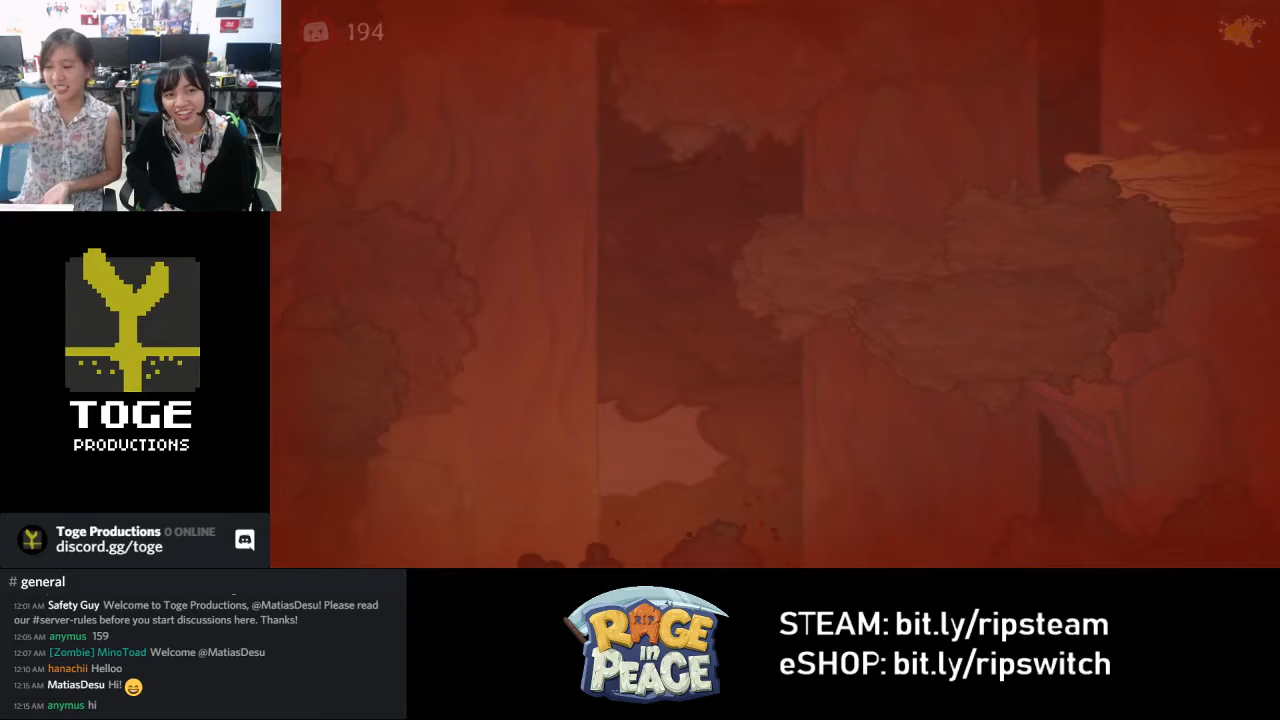 194
TOGE
PRODUCTIONS
Toge Productions 0 ONLINE
discord.gg/toge
# general
12:01 AM Safety Guy Welcome to Toge Productions, @MatiasDesu! Please read
our #server-rules before you start discussions here. Thanks!
12:05 AM anymus 159
12:07 AM [Zombie] MinoToad Welcome @MatiasDesu
12:10 AM hanachii Helloo
12:15 AM MatiasDesu Hi! 😄
12:15 AM anymus hi
RIP
RAGE
in
PEACE
STEAM: bit.ly/ripsteam
eSHOP: bit.ly/ripswitch